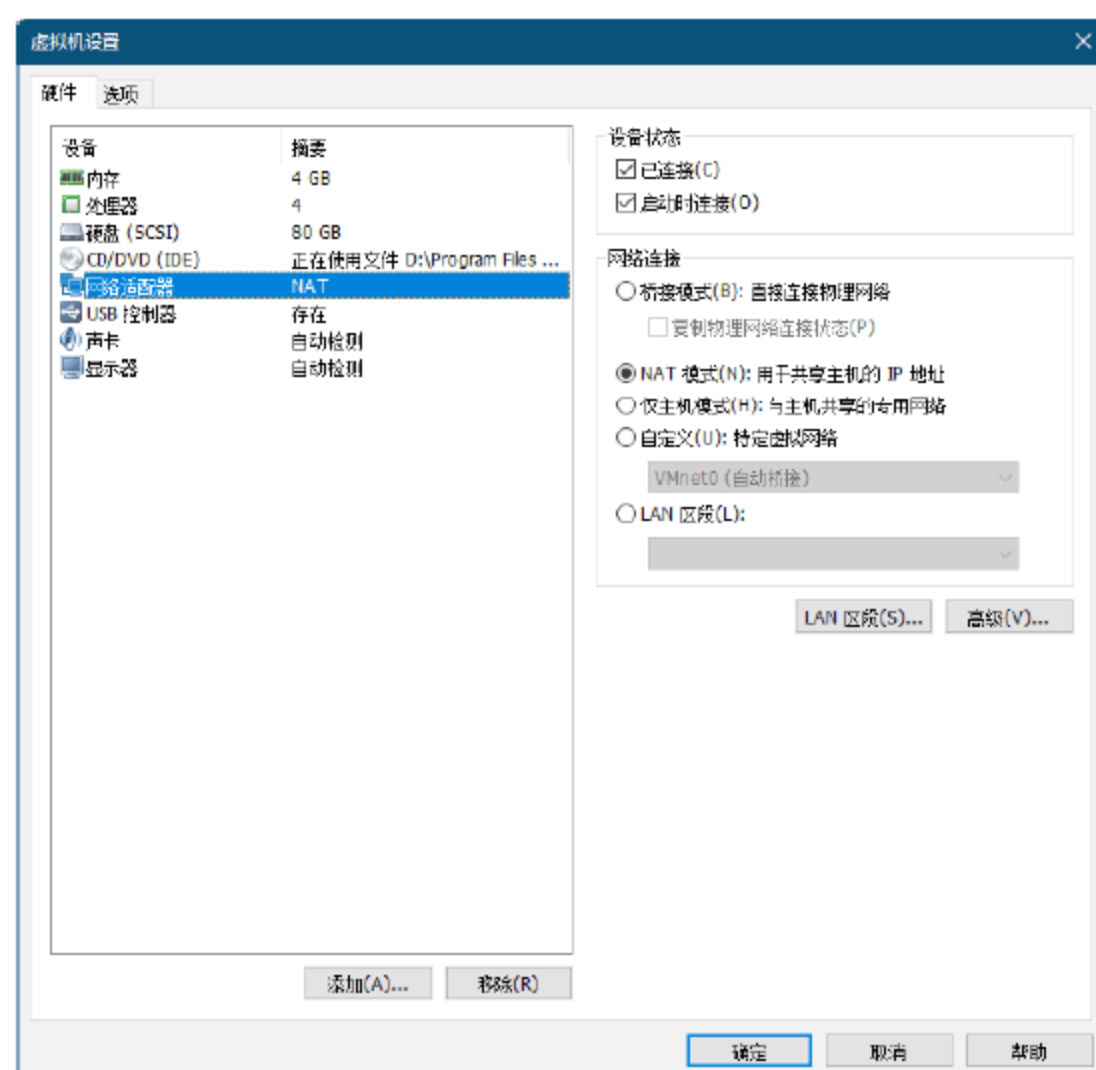 虚拟机设置
硬件 选项
设备 摘要
内存 4 GB
处理器 4
硬盘 (SCSI) 80 GB
CD/DVD (IDE) 正在使用文件 D:\Program Files ...
网络适配器 NAT
USB 控制器 存在
声卡 自动检测
显示器 自动检测
添加(A)... 移除(R)
设备状态
已连接(C)
启动时连接(O)
网络连接
桥接模式(B): 直接连接物理网络
复制物理网络连接状态(P)
NAT 模式(N): 用于共享主机的 IP 地址
仅主机模式(H): 与主机共享的专用网络
自定义(U): 特定虚拟网络
VMnet0 (自动桥接)
LAN 区段(L):
LAN 区段(S)... 高级(V)...
确定 取消 帮助